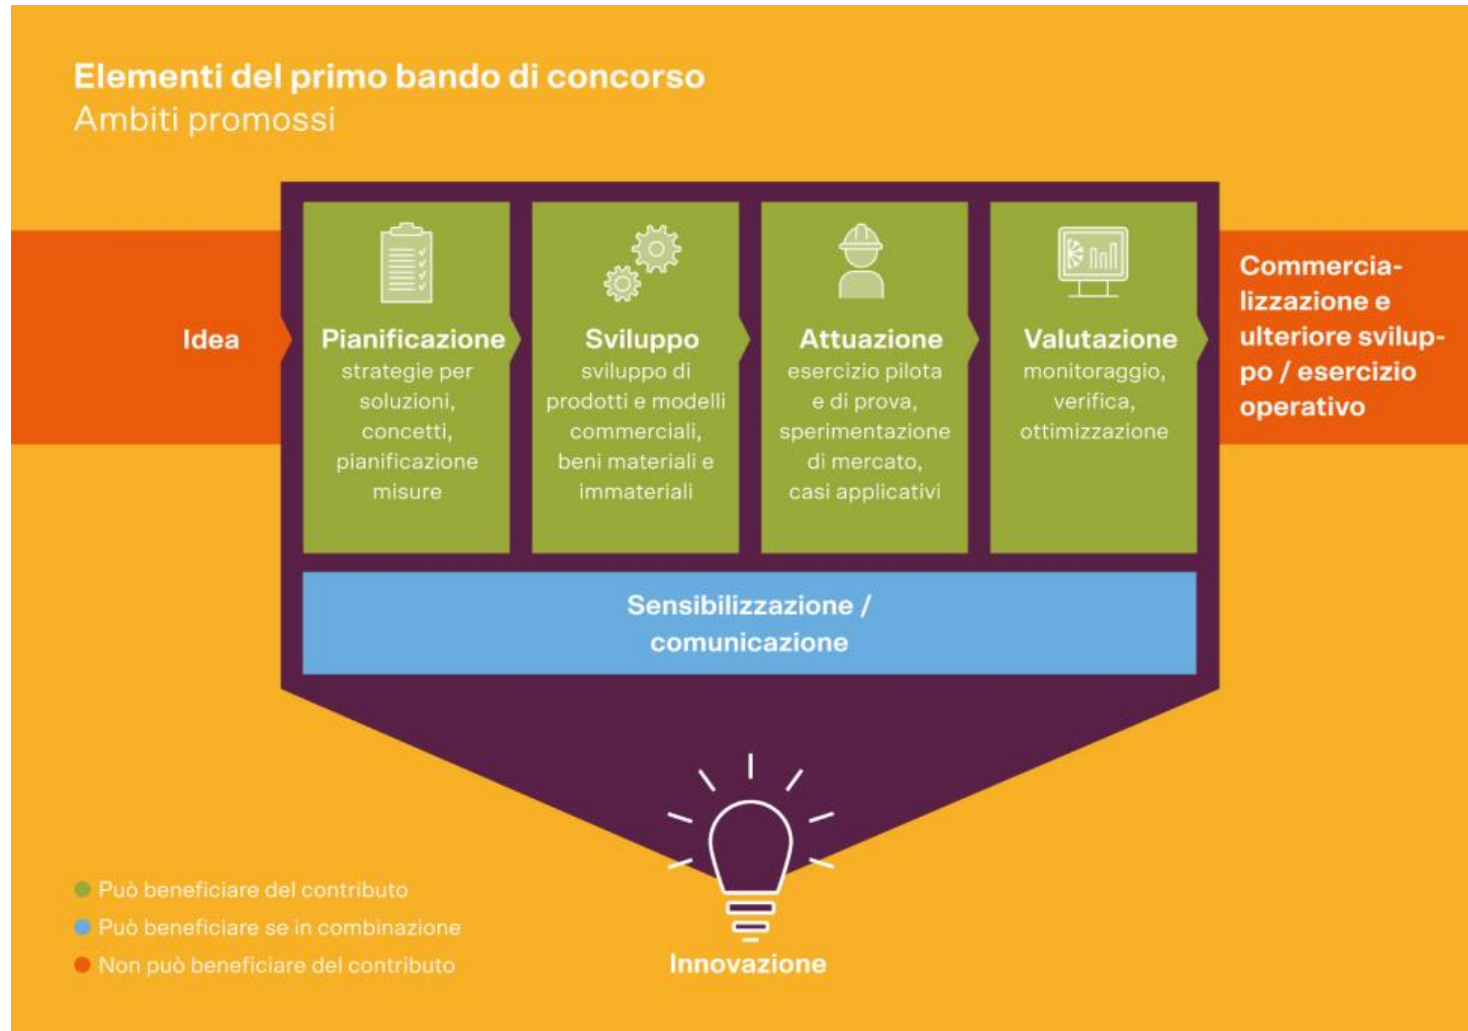 Elementi del primo bando di concorso
Ambiti promossi
Idea
Pianificazione
strategie per
soluzioni,
concetti,
pianificazione
misure
Sviluppo
sviluppo di
prodotti e modelli
commerciali,
beni materiali e
immateriali
Attuazione
esercizio pilota
e di prova,
sperimentazione
di mercato,
casi applicativi
Valutazione
monitoraggio,
verifica,
ottimizzazione
Commercia-
lizzazione e
ulteriore svilup-
po / esercizio
operativo
Sensibilizzazione /
comunicazione
Può beneficiare del contributo
Può beneficiare se in combinazione
Non può beneficiare del contributo
Innovazione